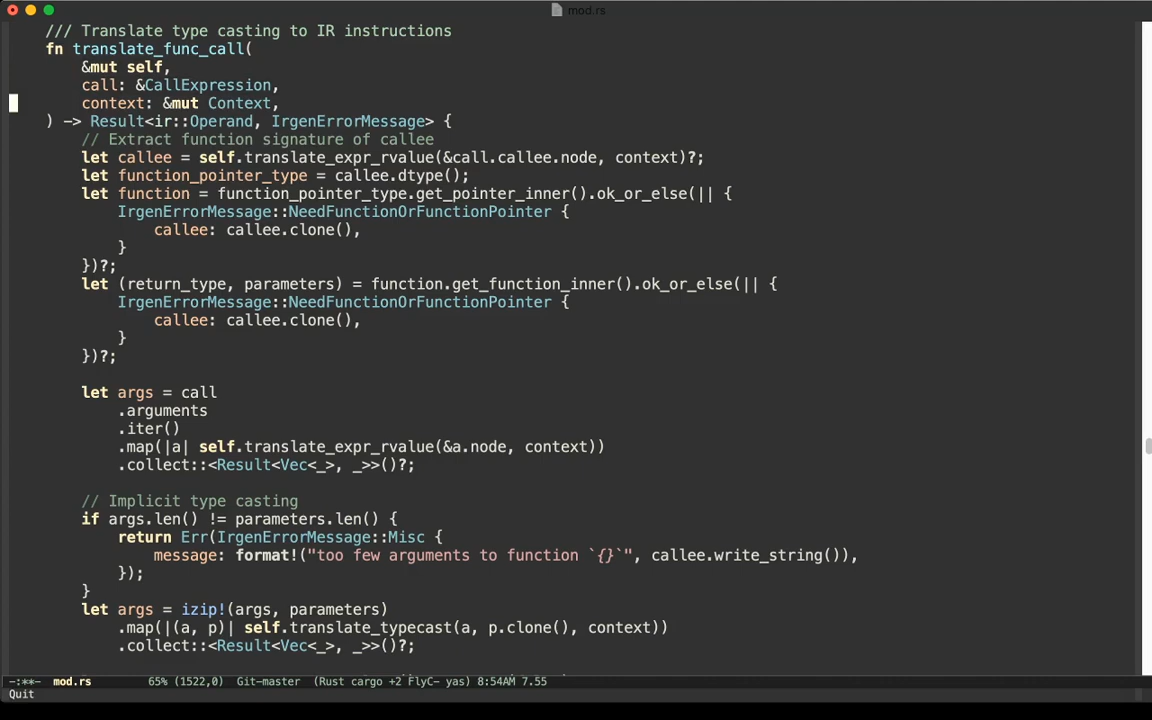 mod.rs
/// Translate type casting to IR instructions
fn translate_func_call(
&mut self,
call: &CallExpression,
context: &mut Context,
) -> Result<ir::Operand, IrgenErrorMessage> {
// Extract function signature of callee
let callee = self.translate_expr_rvalue(&call.callee.node, context)?;
let function_pointer_type = callee.dtype();
let function = function_pointer_type.get_pointer_inner().ok_or_else(|| {
IrgenErrorMessage::NeedFunctionOrFunctionPointer {
callee: callee.clone(),
}
})?;
let (return_type, parameters) = function.get_function_inner().ok_or_else(|| {
IrgenErrorMessage::NeedFunctionOrFunctionPointer {
callee: callee.clone(),
}
})?;
let args = call
.arguments
.iter()
.map(|a| self.translate_expr_rvalue(&a.node, context))
.collect::<Result<Vec<_>, _>>()?;
// Implicit type casting
if args.len() != parameters.len() {
return Err(IrgenErrorMessage::Misc {
message: format!("too few arguments to function `{}`", callee.write_string()),
});
}
let args = izip!(args, parameters)
.map(|(a, p)| self.translate_typecast(a, p.clone(), context))
.collect::<Result<Vec<_>, _>>()?;
-:**- mod.rs 65% (1522,0) Git-master (Rust cargo +2 FlyC- yas) 8:54AM 7.55
Quit